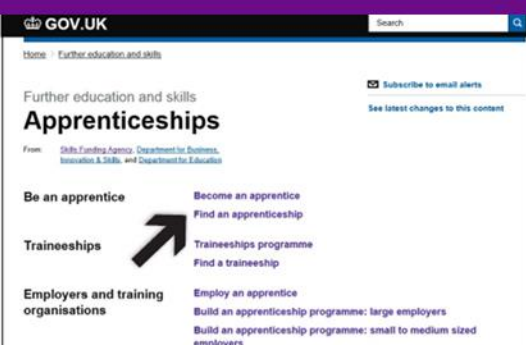 GOV.UK
Search
Home
Further education and skills
Subscribe to email alerts
See latest changes to this content
Further education and skills
Apprenticeships
From: Skills Funding Agency, Department for Business,
Innovation & Skills, and Department for Education
Be an apprentice
Become an apprentice
Find an apprenticeship
Traineeships
Traineeships programme
Find a traineeship
Employers and training
organisations
Employ an apprentice
Build an apprenticeship programme: large employers
Build an apprenticeship programme: small to medium sized
employers